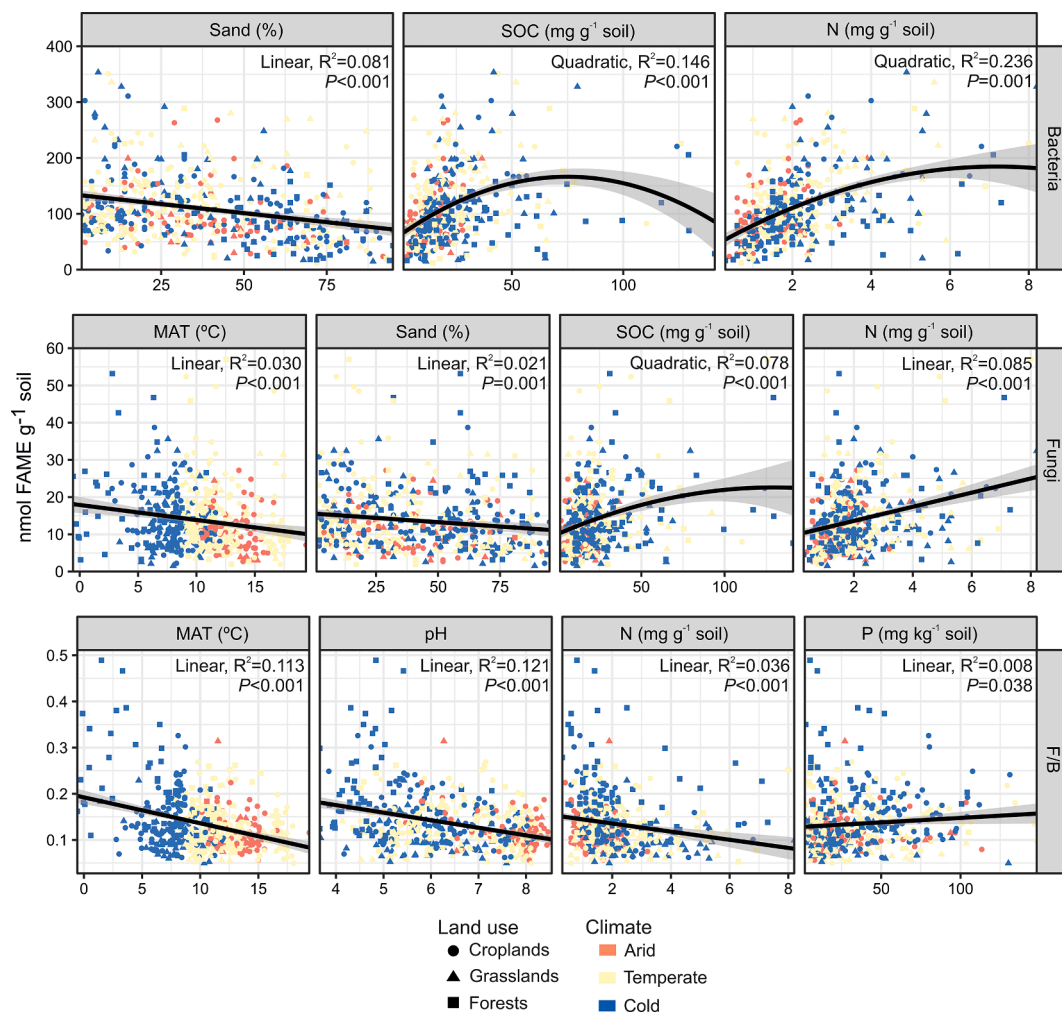 Sand (%)
SOC (mg g⁻¹ soil)
N (mg g⁻¹ soil)
Linear, R²=0.081
P<0.001
Quadratic, R²=0.146
P<0.001
Quadratic, R²=0.236
P=0.001
Bacteria
400
300
200
100
0
25 50 75
50 100
2 4 6 8
MAT (ºC)
Sand (%)
SOC (mg g⁻¹ soil)
N (mg g⁻¹ soil)
Linear, R²=0.030
P<0.001
Linear, R²=0.021
P=0.001
Quadratic, R²=0.078
P<0.001
Linear, R²=0.085
P<0.001
Fungi
nmol FAME g⁻¹ soil
60
50
40
30
20
10
0
0 5 10 15
25 50 75
50 100
2 4 6 8
MAT (ºC)
pH
N (mg g⁻¹ soil)
P (mg kg⁻¹ soil)
Linear, R²=0.113
P<0.001
Linear, R²=0.121
P<0.001
Linear, R²=0.036
P<0.001
Linear, R²=0.008
P=0.038
F/B
0.5
0.4
0.3
0.2
0.1
0 5 10 15
4 5 6 7 8
2 4 6 8
50 100
Land use
Croplands
Grasslands
Forests
Climate
Arid
Temperate
Cold